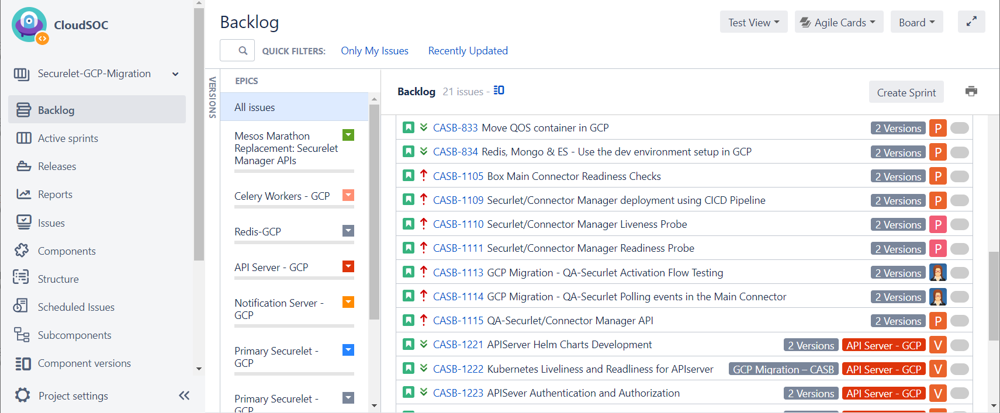 CloudSOC
Securelet-GCP-Migration
Backlog
Active sprints
Releases
Reports
Issues
Components
Structure
Scheduled Issues
Subcomponents
Component versions
Project settings
Backlog
Test View
Agile Cards
Board
QUICK FILTERS:
Only My Issues
Recently Updated
VERSIONS
EPICS
All issues
Mesos Marathon
Replacement: Securelet
Manager APIs
Celery Workers - GCP
Redis-GCP
API Server - GCP
Notification Server -
GCP
Primary Securelet -
GCP
Primary Securelet -
GCP
Backlog 21 issues -
Create Sprint
CASB-833 Move QOS container in GCP 2 Versions P
CASB-834 Redis, Mongo & ES - Use the dev environment setup in GCP 2 Versions P
CASB-1105 Box Main Connector Readiness Checks 2 Versions P
CASB-1109 Securlet/Connector Manager deployment using CICD Pipeline 2 Versions P
CASB-1110 Securlet/Connector Manager Liveness Probe 2 Versions P
CASB-1111 Securlet/Connector Manager Readiness Probe 2 Versions P
CASB-1113 GCP Migration - QA-Securlet Activation Flow Testing 2 Versions
CASB-1114 GCP Migration - QA-Securlet Polling events in the Main Connector 2 Versions
CASB-1115 QA-Securlet/Connector Manager API 2 Versions P
CASB-1221 APIServer Helm Charts Development 2 Versions API Server - GCP V
CASB-1222 Kubernetes Liveliness and Readliness for APIserver GCP Migration – CASB API Server - GCP V
CASB-1223 APISever Authentication and Authorization 2 Versions API Server - GCP V